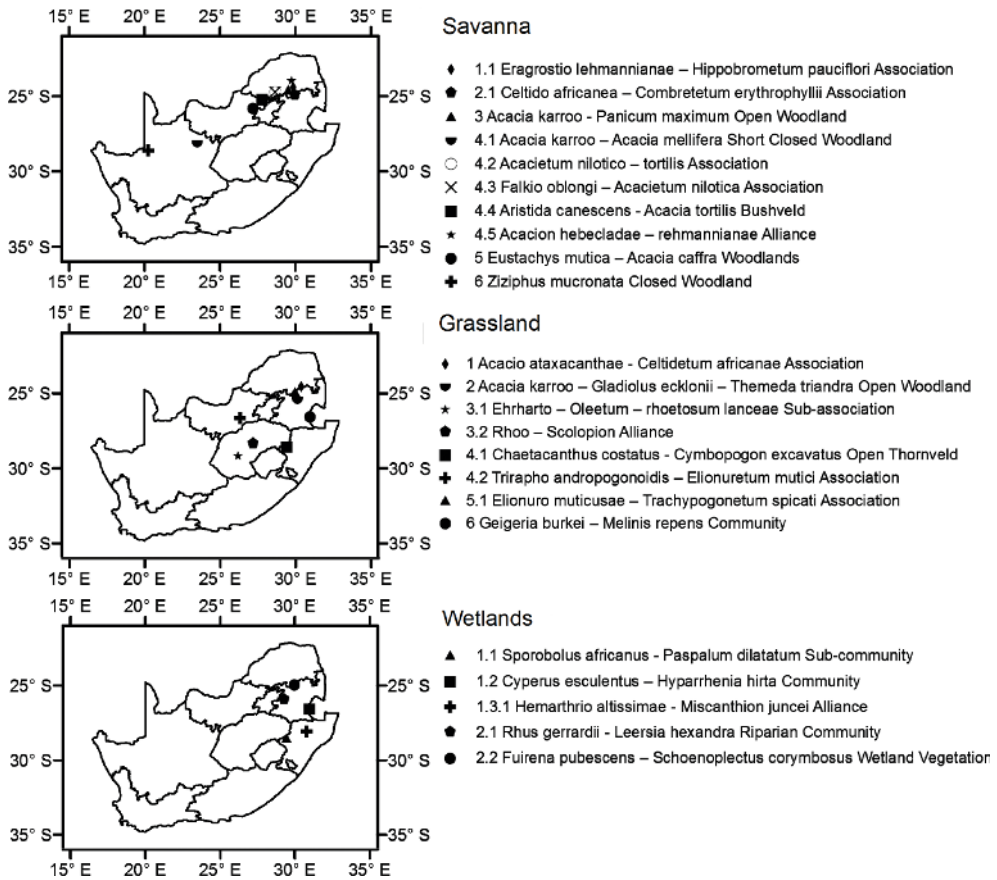 15° E 20° E 25° E 30° E 35° E
Savanna
25° S 25° S
30° S 30° S
35° S 35° S
15° E 20° E 25° E 30° E 35° E
1.1 Eragrostio lehmannianae – Hippobrometum pauciflori Association
2.1 Celtido africanea – Combretetum erythrophyllii Association
3 Acacia karroo - Panicum maximum Open Woodland
4.1 Acacia karroo – Acacia mellifera Short Closed Woodland
4.2 Acacietum nilotico – tortilis Association
4.3 Falkio oblongi – Acacietum nilotica Association
4.4 Aristida canescens - Acacia tortilis Bushveld
4.5 Acacion hebecladae – rehmannianae Alliance
5 Eustachys mutica – Acacia caffra Woodlands
6 Ziziphus mucronata Closed Woodland
15° E 20° E 25° E 30° E 35° E
Grassland
25° S 25° S
30° S 30° S
35° S 35° S
15° E 20° E 25° E 30° E 35° E
1 Acacio ataxacanthae - Celtidetum africanae Association
2 Acacia karroo – Gladiolus ecklonii – Themeda triandra Open Woodland
3.1 Ehrharto – Oleetum – rhoetosum lanceae Sub-association
3.2 Rhoo – Scolopion Alliance
4.1 Chaetacanthus costatus - Cymbopogon excavatus Open Thornveld
4.2 Trirapho andropogonoidis – Elionuretum mutici Association
5.1 Elionuro muticusae – Trachypogonetum spicati Association
6 Geigeria burkei – Melinis repens Community
15° E 20° E 25° E 30° E 35° E
Wetlands
25° S 25° S
30° S 30° S
35° S 35° S
15° E 20° E 25° E 30° E 35° E
1.1 Sporobolus africanus - Paspalum dilatatum Sub-community
1.2 Cyperus esculentus – Hyparrhenia hirta Community
1.3.1 Hemarthrio altissimae - Miscanthion juncei Alliance
2.1 Rhus gerrardii - Leersia hexandra Riparian Community
2.2 Fuirena pubescens – Schoenoplectus corymbosus Wetland Vegetation